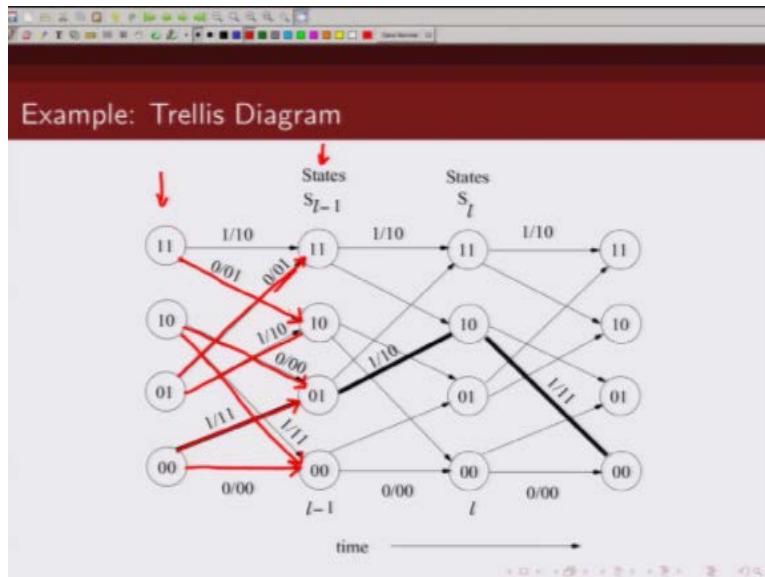 Example: Trellis Diagram
States States
S_{l-1} S_l
1/10 1/10 1/10
11 11 11 11
0/01 0/01
10 10 10 10
1/10 0/00 1/10 1/11
01 01 01 01
1/11 1/11
00 00 00 00
0/00 0/00 0/00
l-1 l
time